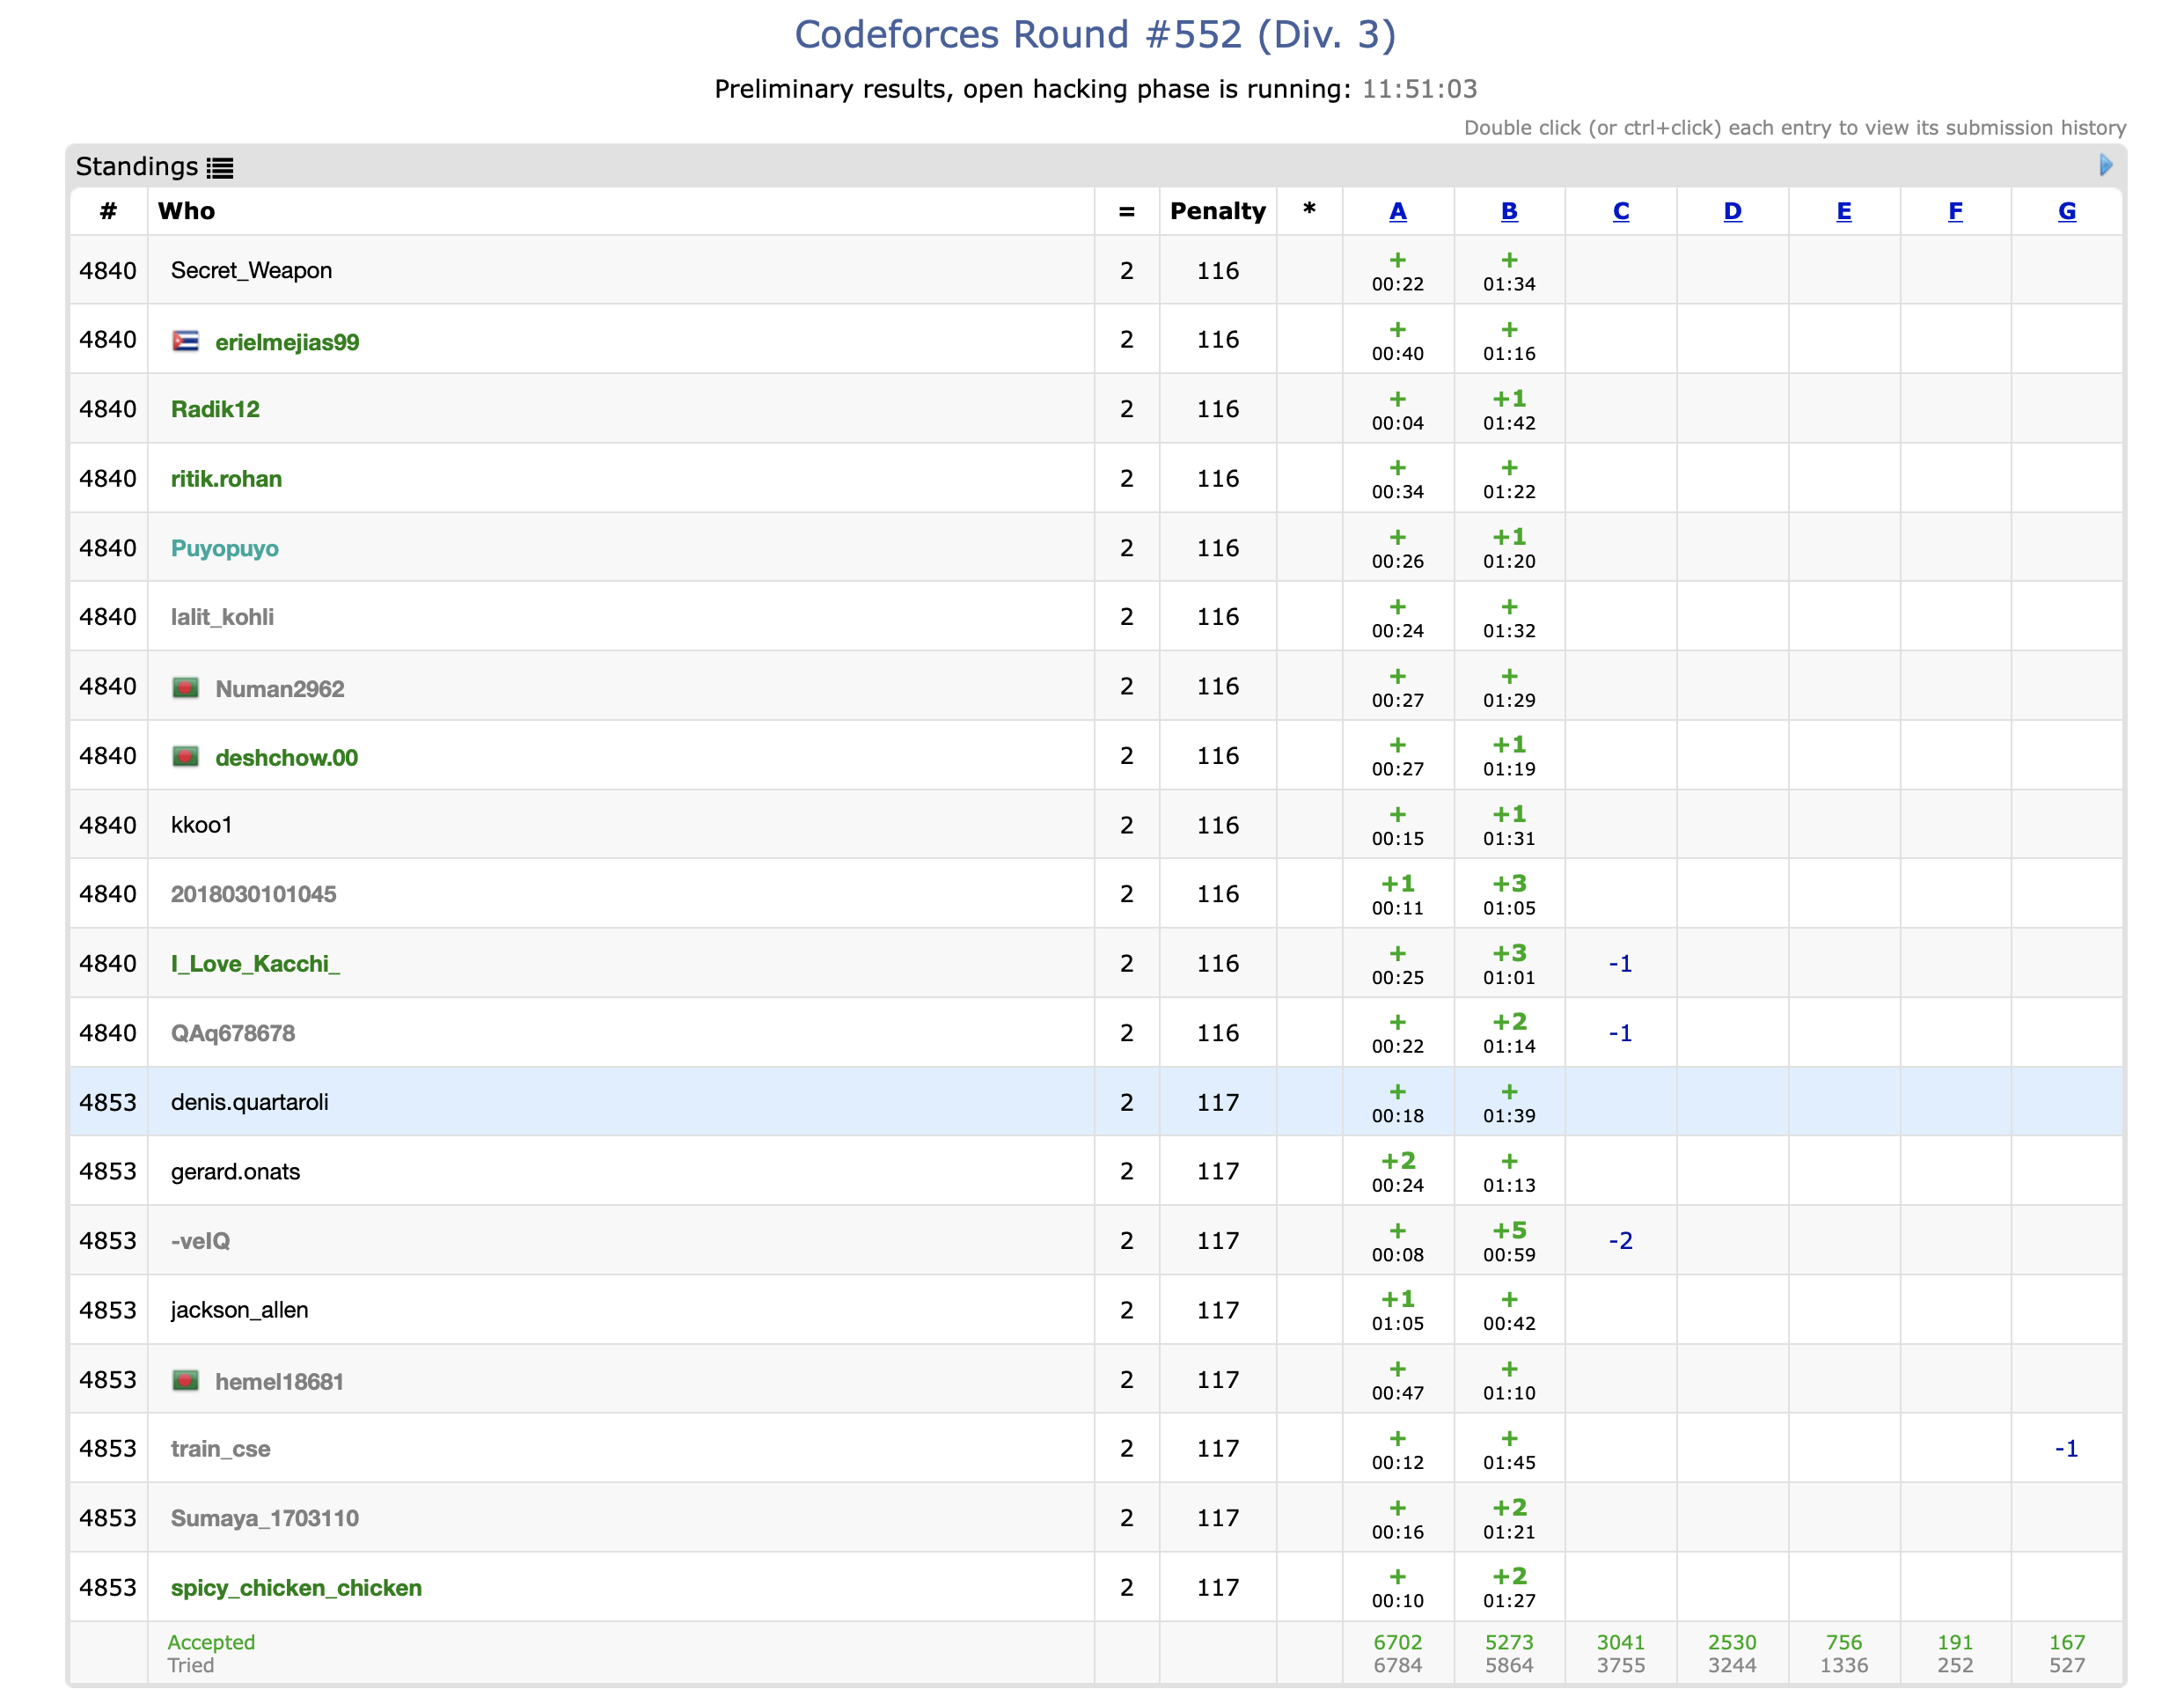 Codeforces Round #552 (Div. 3)
Preliminary results, open hacking phase is running: 11:51:03
Double click (or ctrl+click) each entry to view its submission history
Standings
# Who = Penalty * A B C D E F G
4840 Secret_Weapon 2 116 + +
00:22 01:34
4840 erielmejias99 2 116 + +
00:40 01:16
4840 Radik12 2 116 + +1
00:04 01:42
4840 ritik.rohan 2 116 + +
00:34 01:22
4840 Puyopuyo 2 116 + +1
00:26 01:20
4840 lalit_kohli 2 116 + +
00:24 01:32
4840 Numan2962 2 116 + +
00:27 01:29
4840 deshchow.00 2 116 + +1
00:27 01:19
4840 kkoo1 2 116 + +1
00:15 01:31
4840 2018030101045 2 116 +1 +3
00:11 01:05
4840 I_Love_Kacchi_ 2 116 + +3 -1
00:25 01:01
4840 QAq678678 2 116 + +2 -1
00:22 01:14
4853 denis.quartaroli 2 117 + +
00:18 01:39
4853 gerard.onats 2 117 +2 +
00:24 01:13
4853 -veIQ 2 117 + +5 -2
00:08 00:59
4853 jackson_allen 2 117 +1 +
01:05 00:42
4853 hemel18681 2 117 + +
00:47 01:10
4853 train_cse 2 117 + + -1
00:12 01:45
4853 Sumaya_1703110 2 117 + +2
00:16 01:21
4853 spicy_chicken_chicken 2 117 + +2
00:10 01:27
Accepted 6702 5273 3041 2530 756 191 167
Tried 6784 5864 3755 3244 1336 252 527